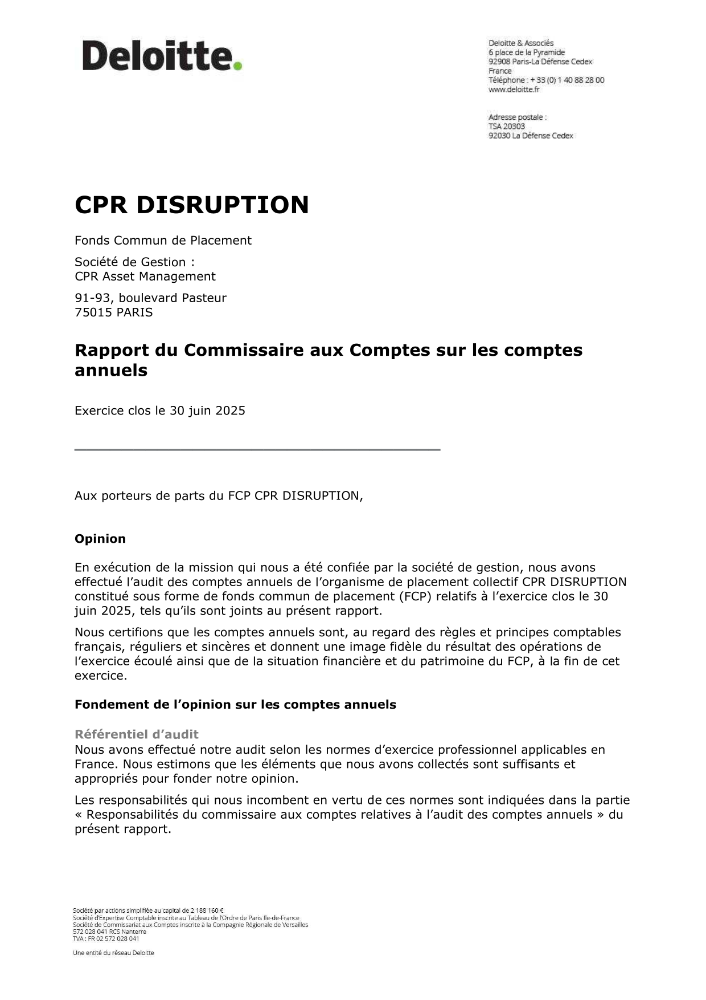 Deloitte.
Deloitte & Associés
6 place de la Pyramide
92908 Paris-La Défense Cedex
France
Téléphone : + 33 (0) 1 40 88 28 00
www.deloitte.fr
Adresse postale :
TSA 20303
92030 La Défense Cedex
CPR DISRUPTION
Fonds Commun de Placement
Société de Gestion :
CPR Asset Management
91-93, boulevard Pasteur
75015 PARIS
Rapport du Commissaire aux Comptes sur les comptes
annuels
Exercice clos le 30 juin 2025
Aux porteurs de parts du FCP CPR DISRUPTION,
Opinion
En exécution de la mission qui nous a été confiée par la société de gestion, nous avons
effectué l’audit des comptes annuels de l’organisme de placement collectif CPR DISRUPTION
constitué sous forme de fonds commun de placement (FCP) relatifs à l’exercice clos le 30
juin 2025, tels qu’ils sont joints au présent rapport.
Nous certifions que les comptes annuels sont, au regard des règles et principes comptables
français, réguliers et sincères et donnent une image fidèle du résultat des opérations de
l’exercice écoulé ainsi que de la situation financière et du patrimoine du FCP, à la fin de cet
exercice.
Fondement de l’opinion sur les comptes annuels
Référentiel d’audit
Nous avons effectué notre audit selon les normes d’exercice professionnel applicables en
France. Nous estimons que les éléments que nous avons collectés sont suffisants et
appropriés pour fonder notre opinion.
Les responsabilités qui nous incombent en vertu de ces normes sont indiquées dans la partie
« Responsabilités du commissaire aux comptes relatives à l’audit des comptes annuels » du
présent rapport.
Société par actions simplifiée au capital de 2 188 160 €
Société d’Expertise Comptable inscrite au Tableau de l’Ordre de Paris Ile-de-France
Société de Commissariat aux Comptes inscrite à la Compagnie Régionale de Versailles
572 028 041 RCS Nanterre
TVA : FR 02 572 028 041
Une entité du réseau Deloitte